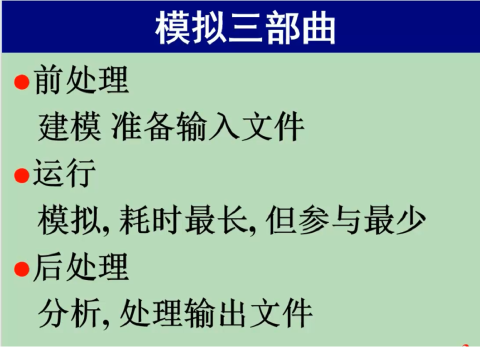 模拟三部曲
●前处理
建模 准备输入文件
●运行
模拟, 耗时最长, 但参与最少
●后处理
分析, 处理输出文件